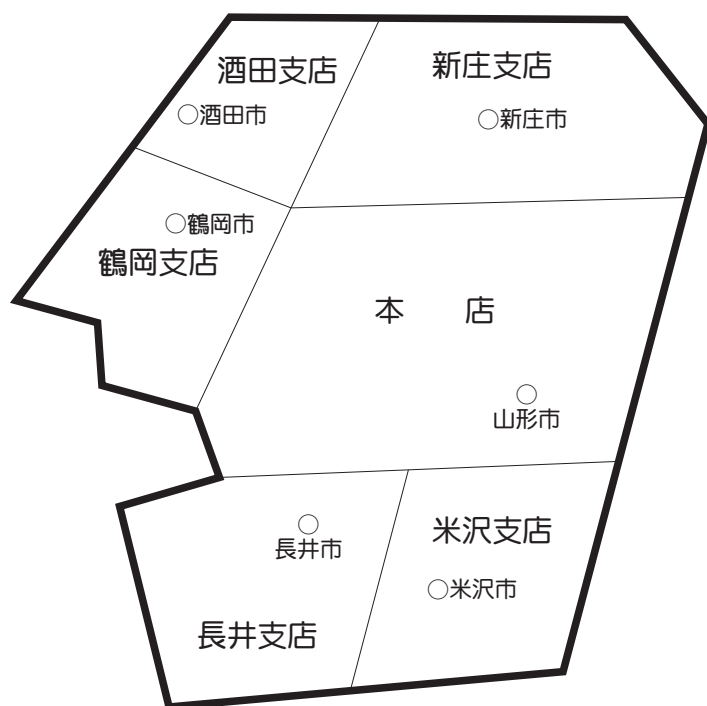 酒田支店
○酒田市
新庄支店
○新庄市
○鶴岡市
鶴岡支店
本　店
○
山形市
○
長井市
長井支店
米沢支店
○米沢市